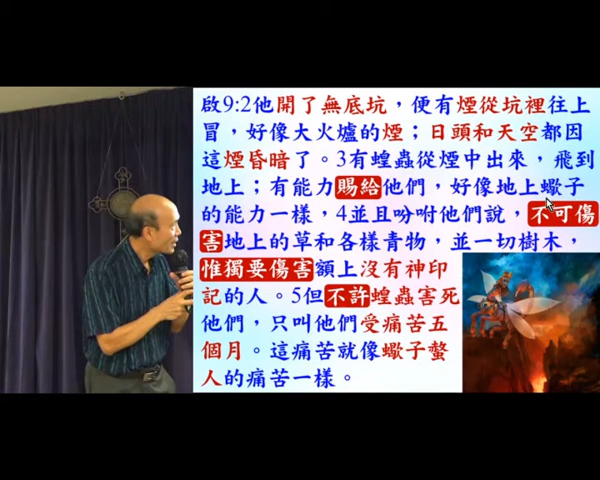 啟9:2他開了無底坑，便有煙從坑裡往上
冒，好像大火爐的煙；日頭和天空都因
這煙昏暗了。3有蝗蟲從煙中出來，飛到
地上；有能力賜給他們，好像地上蠍子
的能力一樣，4並且吩咐他們說，不可傷
害地上的草和各樣青物，並一切樹木，
惟獨要傷害額上沒有神印
記的人。5但不許蝗蟲害死
他們，只叫他們受痛苦五
個月。這痛苦就像蠍子螫
人的痛苦一樣。